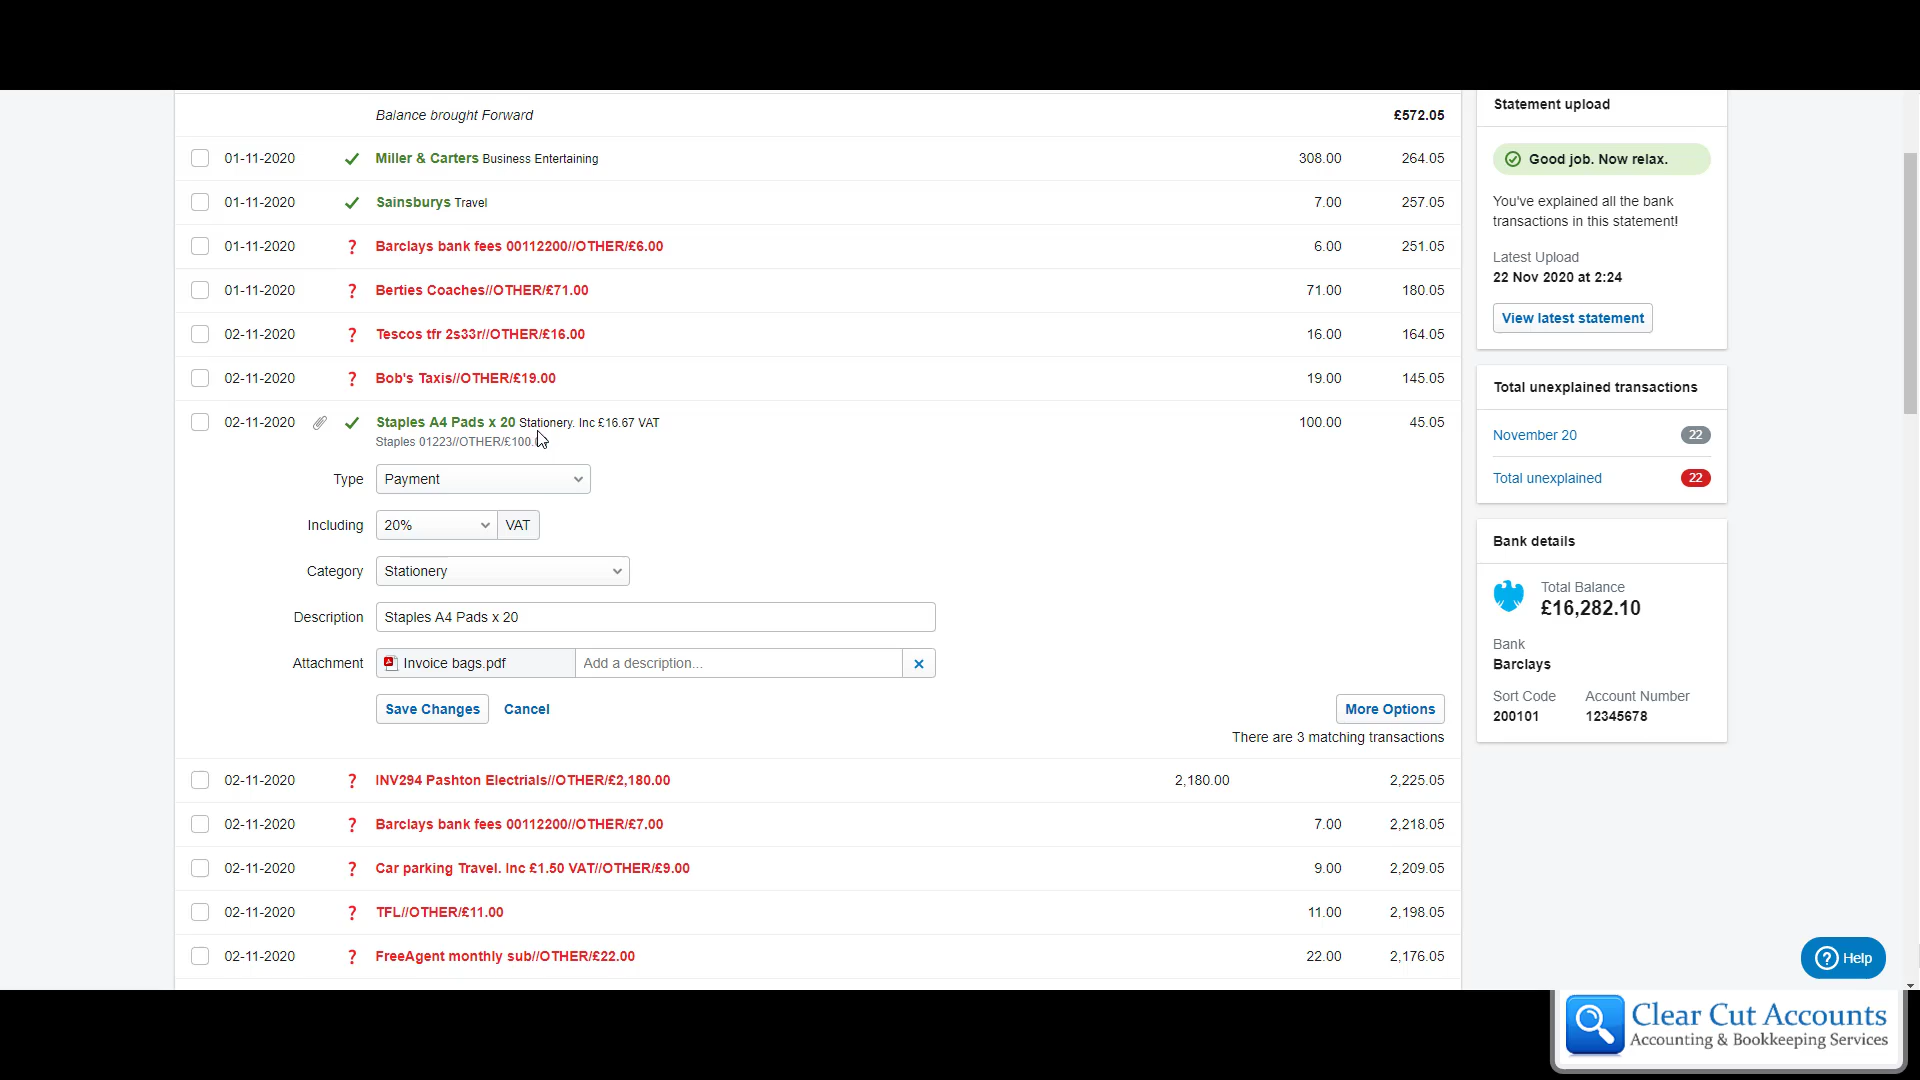 Balance brought Forward £572.05
01-11-2020 Miller & Carters Business Entertaining 308.00 264.05
01-11-2020 Sainsburys Travel 7.00 257.05
01-11-2020 ? Barclays bank fees 00112200//OTHER/£6.00 6.00 251.05
01-11-2020 ? Berties Coaches//OTHER/£71.00 71.00 180.05
02-11-2020 ? Tescos tfr 2s33r//OTHER/£16.00 16.00 164.05
02-11-2020 ? Bob's Taxis//OTHER/£19.00 19.00 145.05
02-11-2020 Staples A4 Pads x 20 Stationery. Inc £16.67 VAT 100.00 45.05
Staples 01223//OTHER/£100.
Type Payment
Including 20% VAT
Category Stationery
Description Staples A4 Pads x 20
Attachment Invoice bags.pdf Add a description...
Save Changes Cancel More Options
There are 3 matching transactions
02-11-2020 ? INV294 Pashton Electrials//OTHER/£2,180.00 2,180.00 2,225.05
02-11-2020 ? Barclays bank fees 00112200//OTHER/£7.00 7.00 2,218.05
02-11-2020 ? Car parking Travel. Inc £1.50 VAT//OTHER/£9.00 9.00 2,209.05
02-11-2020 ? TFL//OTHER/£11.00 11.00 2,198.05
02-11-2020 ? FreeAgent monthly sub//OTHER/£22.00 22.00 2,176.05
Statement upload
Good job. Now relax.
You've explained all the bank
transactions in this statement!
Latest Upload
22 Nov 2020 at 2:24
View latest statement
Total unexplained transactions
November 20 22
Total unexplained 22
Bank details
Total Balance
£16,282.10
Bank
Barclays
Sort Code Account Number
200101 12345678
? Help
Clear Cut Accounts
Accounting & Bookkeeping Services